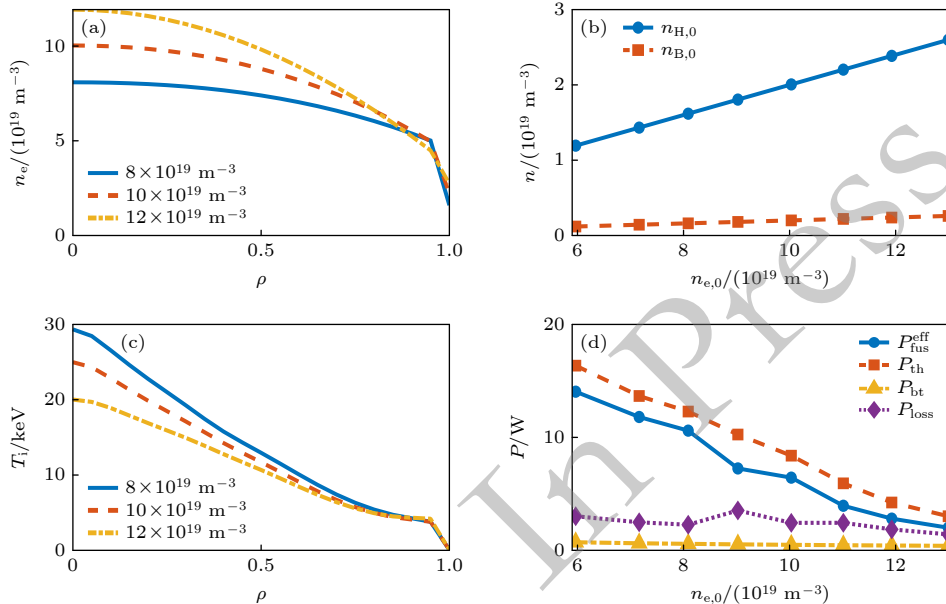 (a)
n_e/(10^19 m^−3)
10
5
0
8×10^19 m^−3
10×10^19 m^−3
12×10^19 m^−3
0
0.5
1.0
ρ
(b)
n_H,0
n_B,0
n/(10^19 m^−3)
3
2
1
0
6
8
10
12
n_e,0/(10^19 m^−3)
(c)
T_i/keV
30
20
10
0
8×10^19 m^−3
10×10^19 m^−3
12×10^19 m^−3
0
0.5
1.0
ρ
(d)
P_fus^eff
P_th
P_bt
P_loss
P/W
20
10
0
6
8
10
12
n_e,0/(10^19 m^−3)
In Press